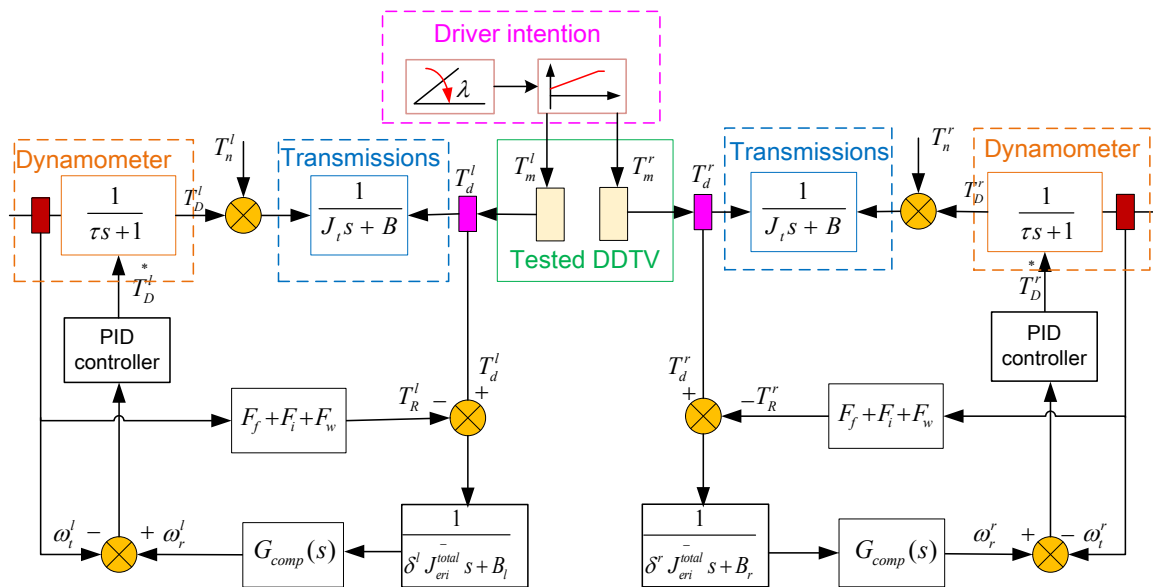 Driver intention
λ
Dynamometer
T_n^l
Transmissions
T_d^l
T_m^l
T_m^r
T_d^r
Transmissions
T_n^r
Dynamometer
1/(τs+1)
T_D^l
1/(J_t s + B)
Tested DDTV
1/(J_t s + B)
T_D^r
1/(τs+1)
T_D^{l*}
T_D^{r*}
PID
controller
PID
controller
F_f + F_i + F_w
T_R^l
−
+
T_d^l
T_d^r
+
−
T_R^r
F_f + F_i + F_w
ω_t^l
−
+
ω_r^l
G_comp(s)
1/(δ^l J̄_eri^total s + B_l)
1/(δ^r J̄_eri^total s + B_r)
G_comp(s)
ω_r^r
+
−
ω_t^r